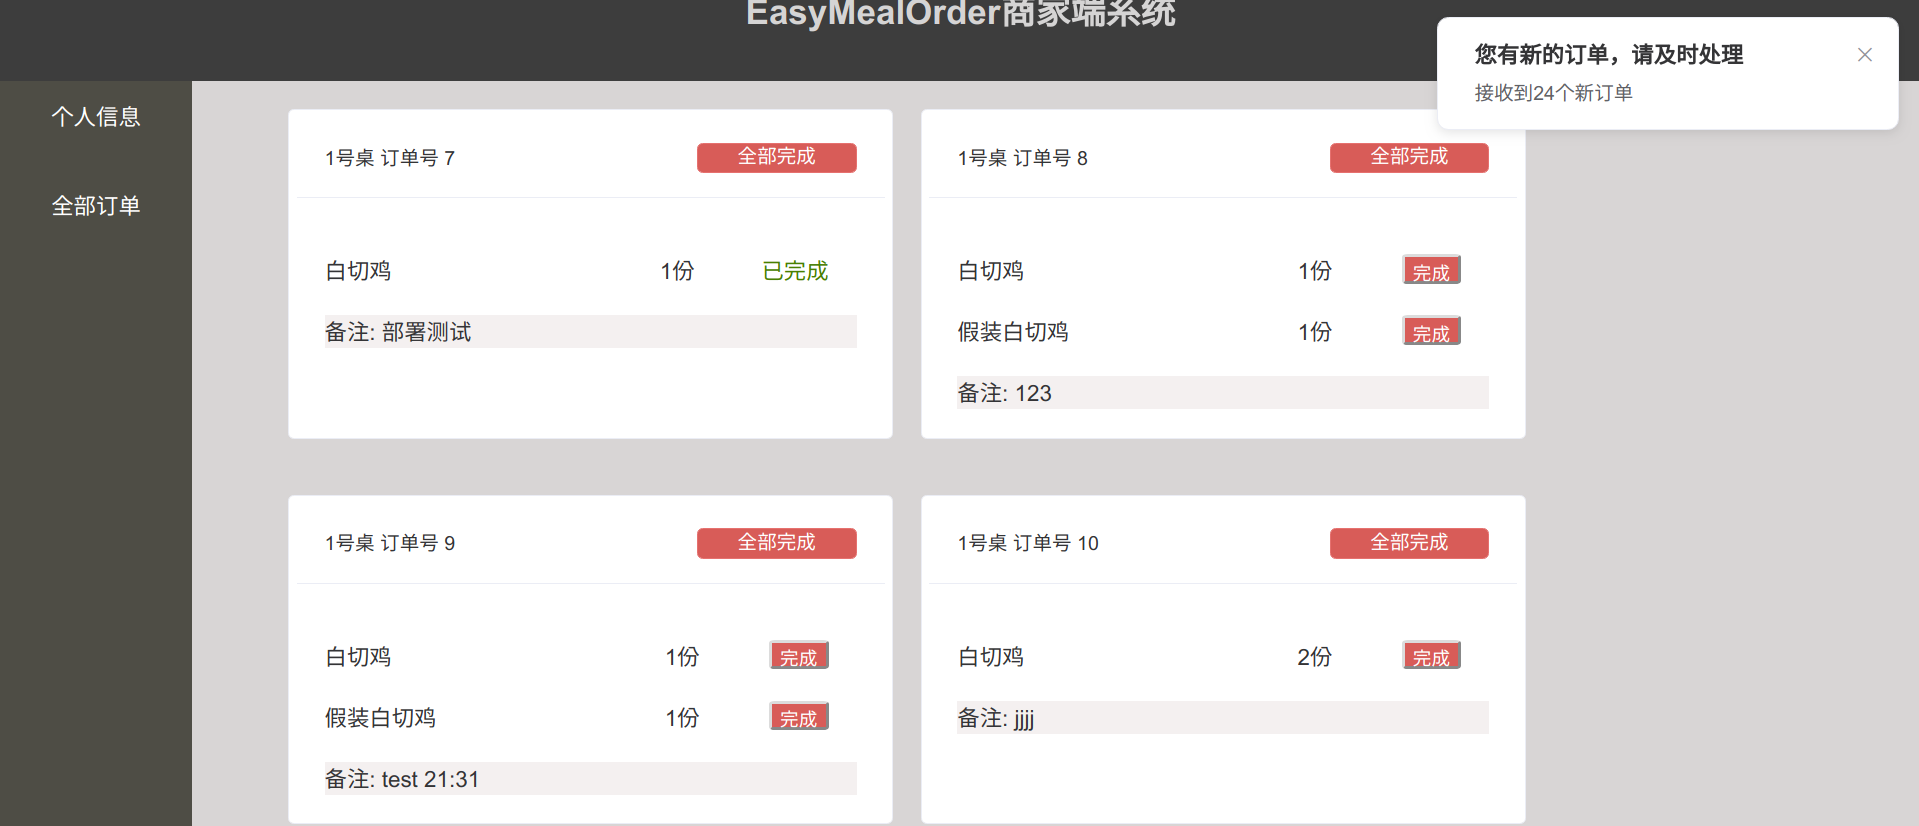 EasyMealOrder商家端系统
您有新的订单，请及时处理
接收到24个新订单
个人信息
全部订单
1号桌 订单号 7
全部完成
白切鸡 1份 已完成
备注: 部署测试
1号桌 订单号 8
全部完成
白切鸡 1份 完成
假装白切鸡 1份 完成
备注: 123
1号桌 订单号 9
全部完成
白切鸡 1份 完成
假装白切鸡 1份 完成
备注: test 21:31
1号桌 订单号 10
全部完成
白切鸡 2份 完成
备注: jjjj